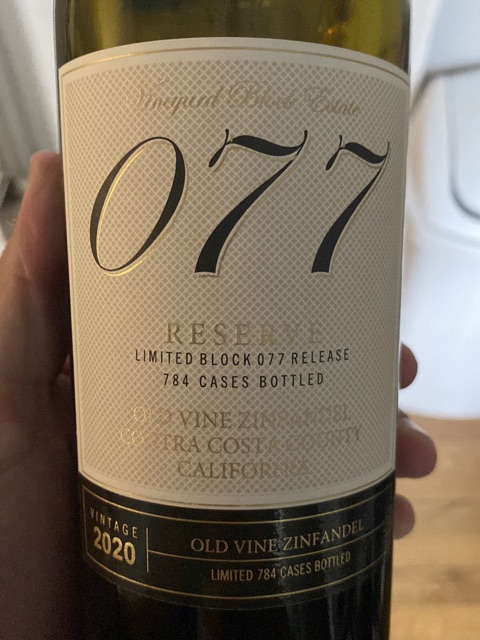 Vineyard Block Estate
077
RESERVE
LIMITED BLOCK 077 RELEASE
784 CASES BOTTLED
OLD VINE ZINFANDEL
CONTRA COSTA COUNTY
CALIFORNIA
VINTAGE
2020
OLD VINE ZINFANDEL
LIMITED 784 CASES BOTTLED